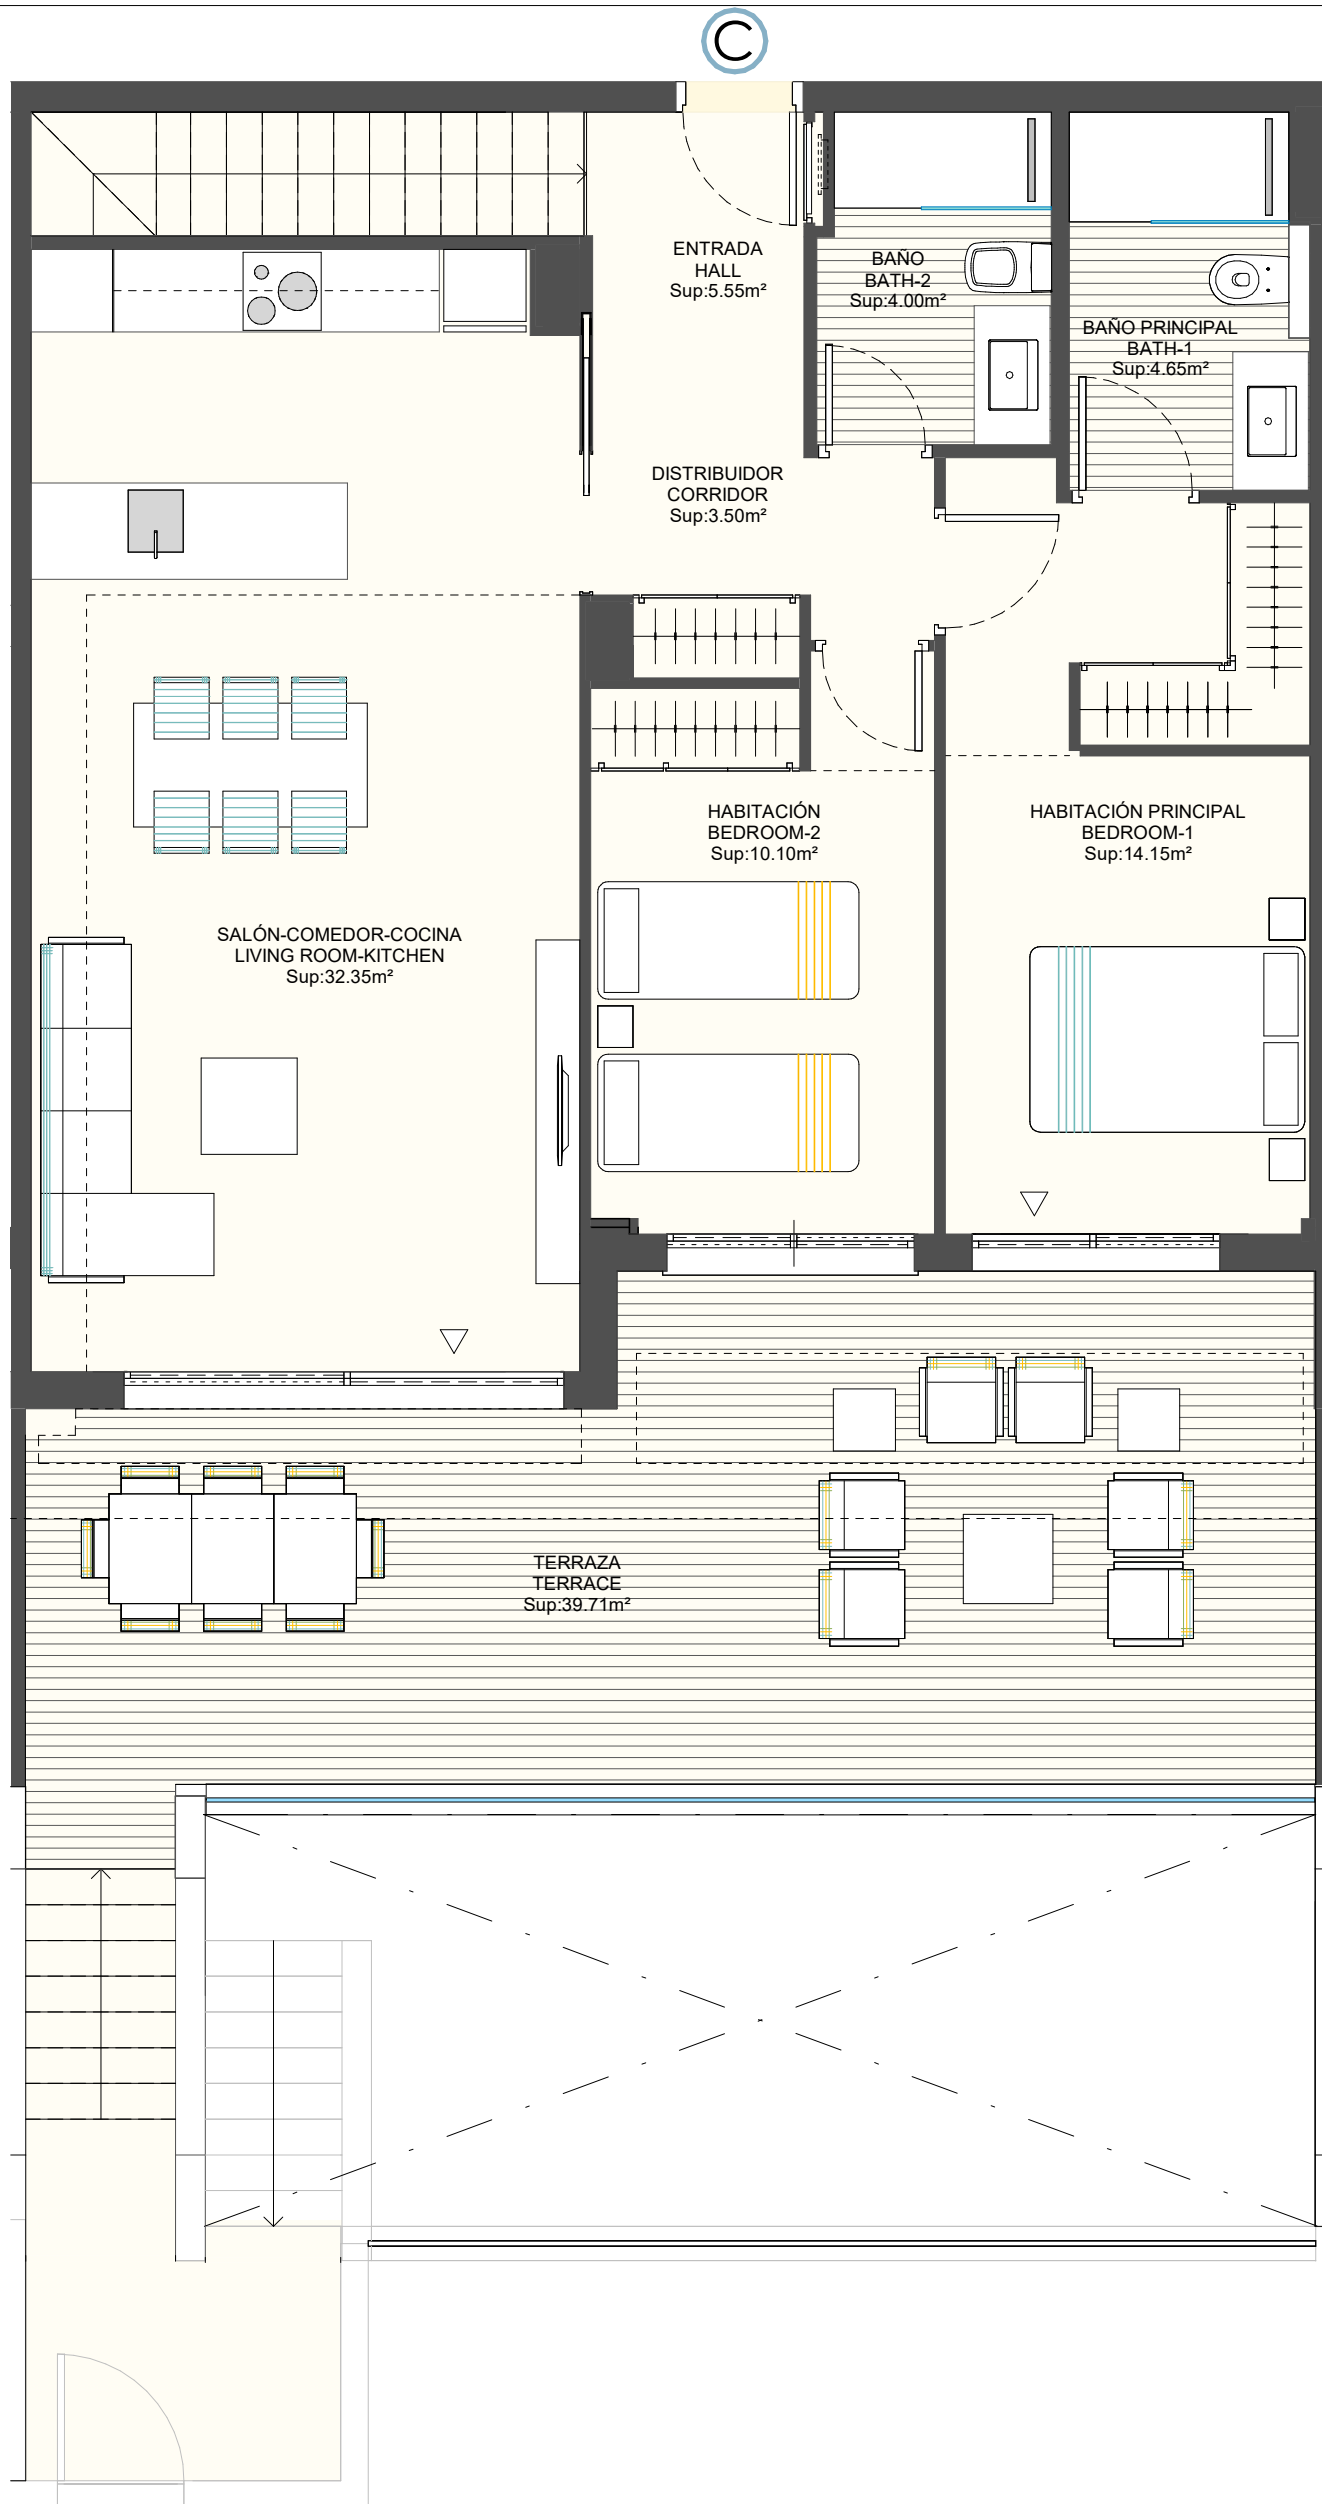 C
ENTRADA
HALL
Sup:5.55m²
BAÑO
BATH-2
Sup:4.00m²
BAÑO PRINCIPAL
BATH-1
Sup:4.65m²
DISTRIBUIDOR
CORRIDOR
Sup:3.50m²
HABITACIÓN
BEDROOM-2
Sup:10.10m²
HABITACIÓN PRINCIPAL
BEDROOM-1
Sup:14.15m²
SALÓN-COMEDOR-COCINA
LIVING ROOM-KITCHEN
Sup:32.35m²
TERRAZA
TERRACE
Sup:39.71m²